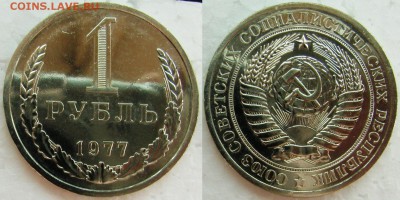 COINS.LAVE.RU
1
РУБЛЬ
1977
СОЮЗ СОВЕТСКИХ СОЦИАЛИСТИЧЕСКИХ РЕСПУБЛИК